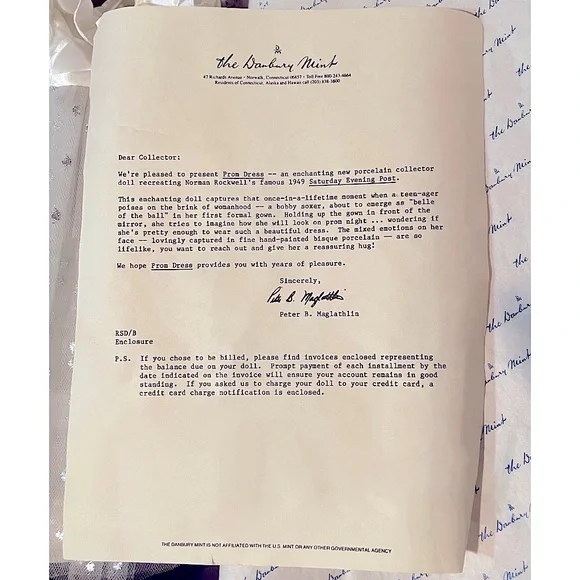 the Danbury Mint
47 Richards Avenue • Norwalk, Connecticut 06857 • Toll Free 800-243-4664
Residents of Connecticut, Alaska and Hawaii call (203) 838-3800
Dear Collector:
We're pleased to present Prom Dress -- an enchanting new porcelain collector
doll recreating Norman Rockwell's famous 1949 Saturday Evening Post.
This enchanting doll captures that once-in-a-lifetime moment when a teen-ager
poises on the brink of womanhood -- a bobby soxer, about to emerge as "belle
of the ball" in her first formal gown. Holding up the gown in front of the
mirror, she tries to imagine how she will look on prom night ... wondering if
she's pretty enough to wear such a beautiful dress. The mixed emotions on her
face -- lovingly captured in fine hand-painted bisque porcelain -- are so
lifelike, you want to reach out and give her a reassuring hug!
We hope Prom Dress provides you with years of pleasure.
Sincerely,
Peter B. Maglathlin
Peter B. Maglathlin
RSD/B
Enclosure
P.S. If you chose to be billed, please find invoices enclosed representing
the balance due on your doll. Prompt payment of each installment by the
date indicated on the invoice will ensure your account remains in good
standing. If you asked us to charge your doll to your credit card, a
credit card charge notification is enclosed.
THE DANBURY MINT IS NOT AFFILIATED WITH THE U.S. MINT OR ANY OTHER GOVERNMENTAL AGENCY